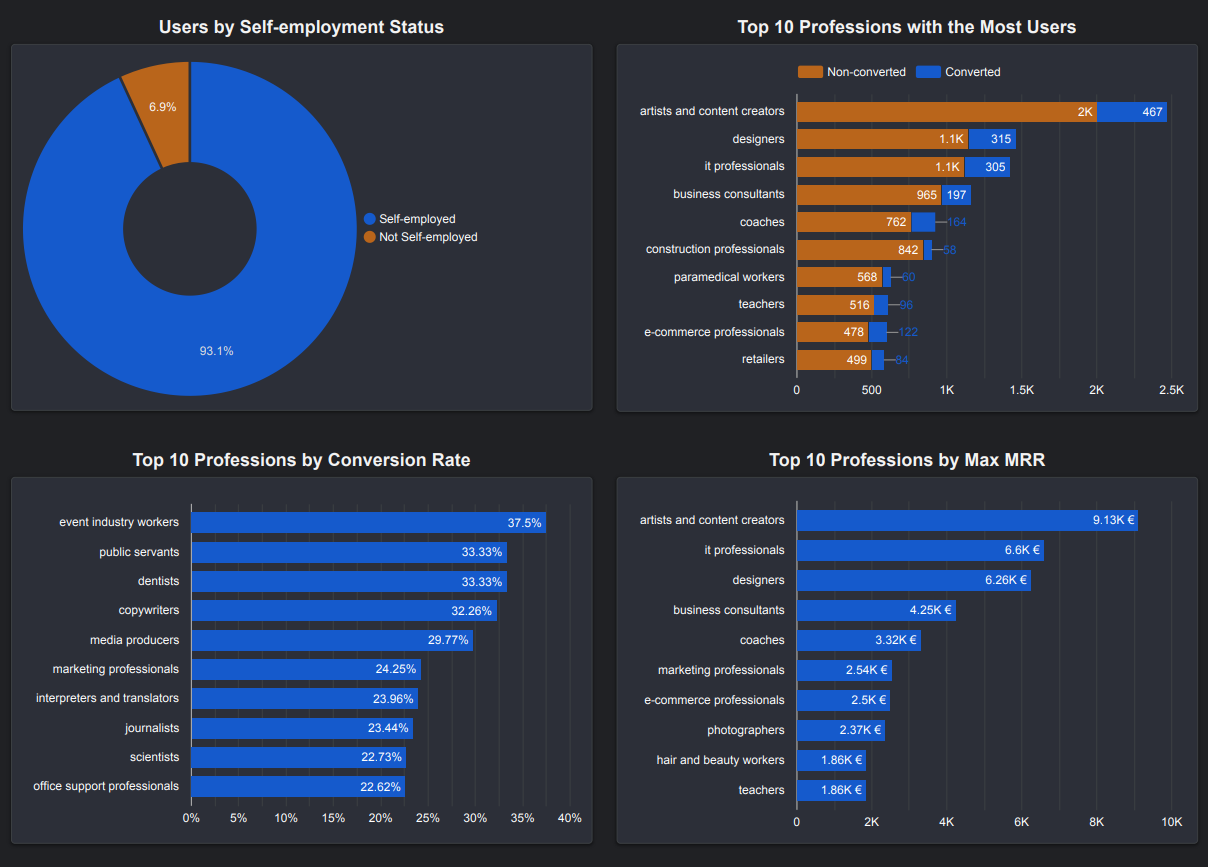 Users by Self-employment Status
6.9%
93.1%
Self-employed
Not Self-employed
Top 10 Professions with the Most Users
Non-converted Converted
artists and content creators 2K 467
designers 1.1K 315
it professionals 1.1K 305
business consultants 965 197
coaches 762 164
construction professionals 842 58
paramedical workers 568 60
teachers 516 96
e-commerce professionals 478 122
retailers 499 84
0 500 1K 1.5K 2K 2.5K
Top 10 Professions by Conversion Rate
event industry workers 37.5%
public servants 33.33%
dentists 33.33%
copywriters 32.26%
media producers 29.77%
marketing professionals 24.25%
interpreters and translators 23.96%
journalists 23.44%
scientists 22.73%
office support professionals 22.62%
0% 5% 10% 15% 20% 25% 30% 35% 40%
Top 10 Professions by Max MRR
artists and content creators 9.13K €
it professionals 6.6K €
designers 6.26K €
business consultants 4.25K €
coaches 3.32K €
marketing professionals 2.54K €
e-commerce professionals 2.5K €
photographers 2.37K €
hair and beauty workers 1.86K €
teachers 1.86K €
0 2K 4K 6K 8K 10K